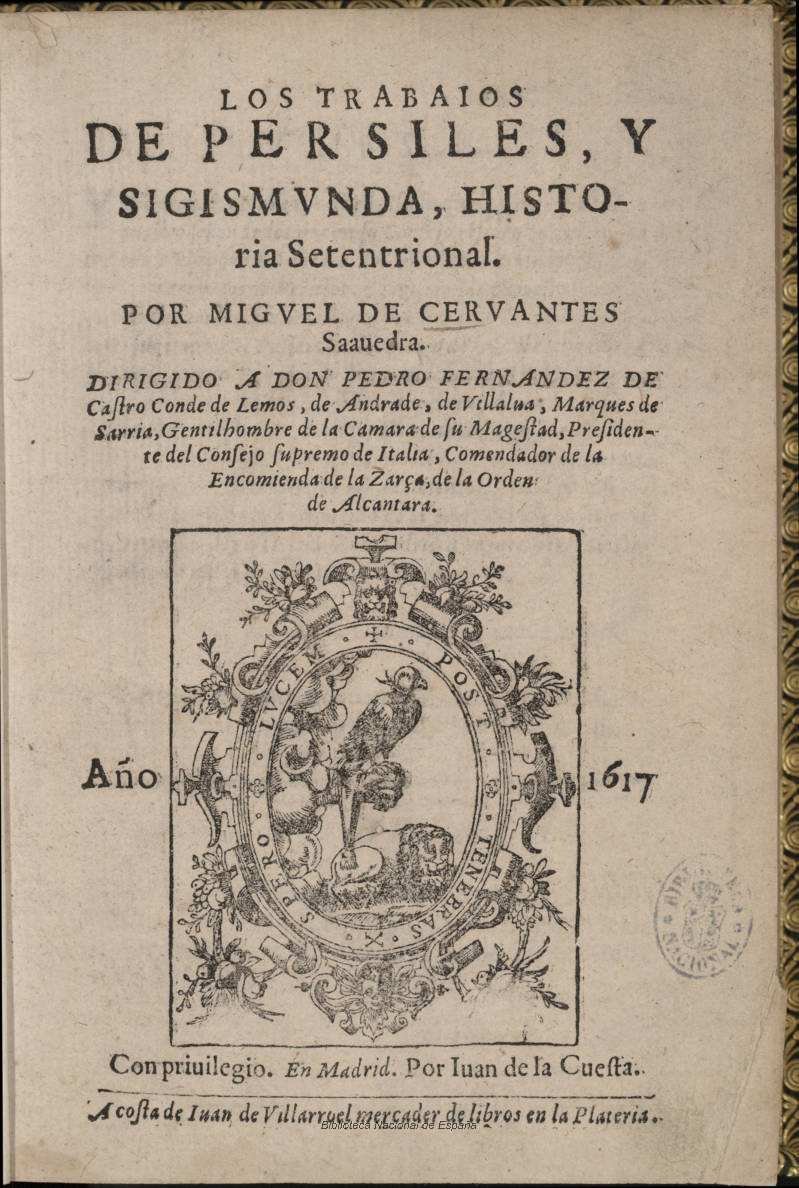 LOS TRABAIOS
DE PERSILES, Y
SIGISMVNDA, HISTO-
ria Setentrional.
POR MIGVEL DE CERVANTES
Saauedra.
DIRIGIDO A DON PEDRO FERNANDEZ DE
Caſtro Conde de Lemos, de Andrade, de Villalua, Marques de
Sarria, Gentilhombre de la Camara de ſu Mageſtad, Preſiden-
te del Conſejo ſupremo de Italia, Comendador de la
Encomienda de la Zarça, de la Orden
de Alcantara.
POST TENEBRAS SPERO LVCEM
Año 1617
Con priuilegio. En Madrid. Por Iuan de la Cueſta.
A coſta de Iuan de Villarroel mercader de libros en la Plateria.
Biblioteca Nacional de España